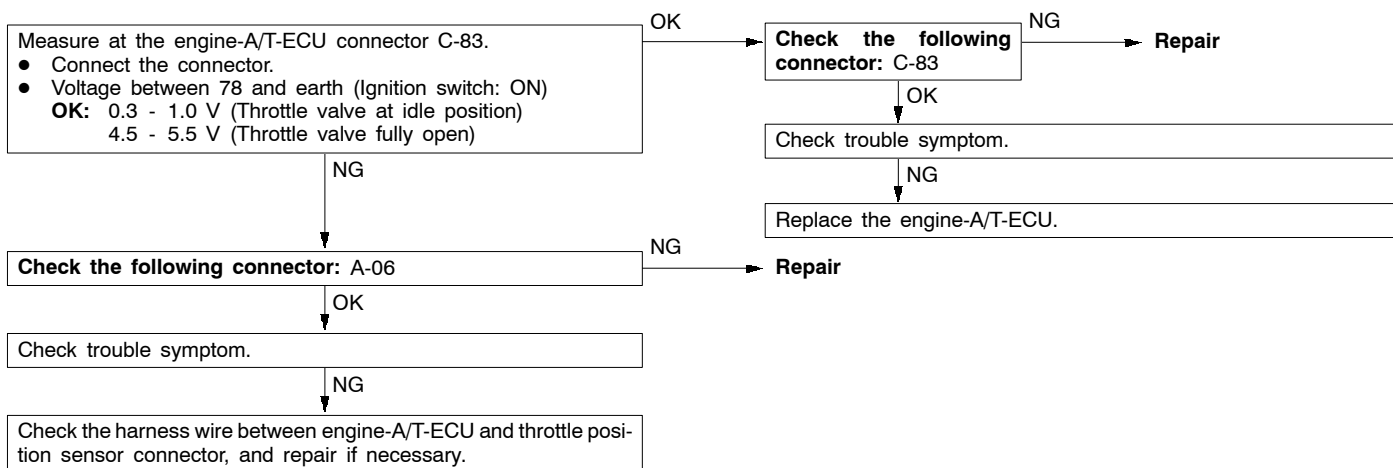 Measure at the engine-A/T-ECU connector C-83.
● Connect the connector.
● Voltage between 78 and earth (Ignition switch: ON)
OK: 0.3 - 1.0 V (Throttle valve at idle position)
4.5 - 5.5 V (Throttle valve fully open)
OK
Check the following
connector: C-83
NG
Repair
OK
Check trouble symptom.
NG
Replace the engine-A/T-ECU.
NG
Check the following connector: A-06
NG
Repair
OK
Check trouble symptom.
NG
Check the harness wire between engine-A/T-ECU and throttle posi-
tion sensor connector, and repair if necessary.